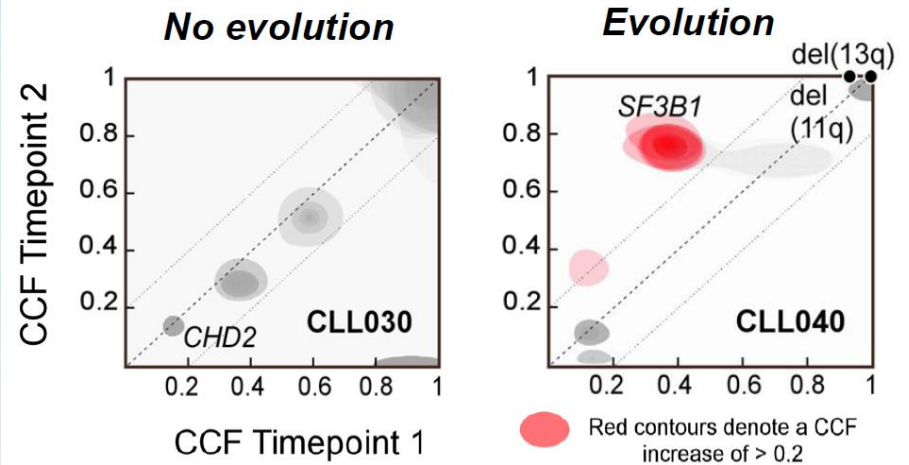 No evolution
Evolution
CCF Timepoint 2
1
0.8
0.6
0.4
0.2
CHD2
CLL030
0.2 0.4 0.6 0.8 1
CCF Timepoint 1
del(13q)
1
del
(11q)
SF3B1
0.8
0.6
0.4
0.2
CLL040
0.2 0.4 0.6 0.8 1
Red contours denote a CCF
increase of > 0.2